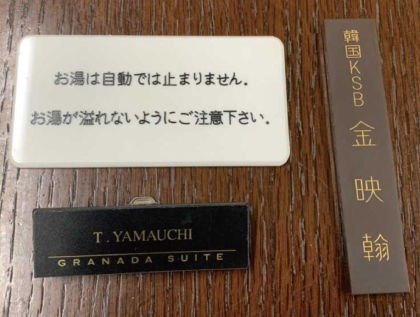 お湯は自動では止まりません.
お湯が溢れないようにご注意下さい.
T. YAMAUCHI
GRANADA SUITE
韓国KSB 金映翰